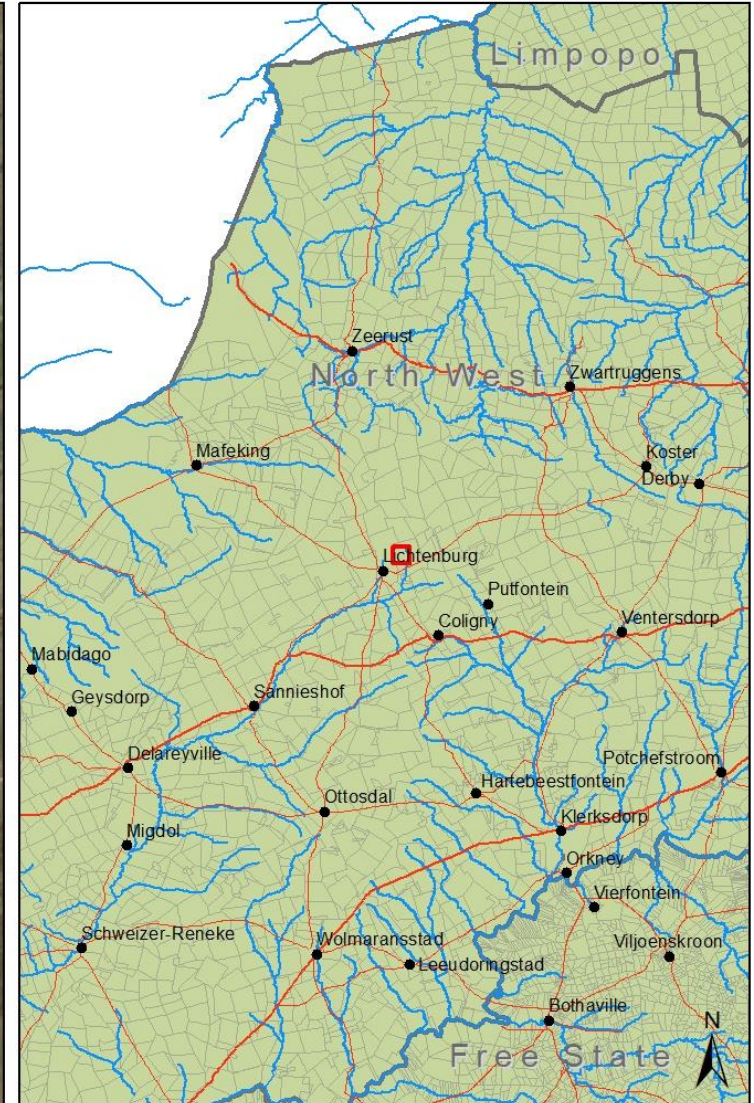 Limpopo
Zeerust
North West
Zwartruggens
Mafeking
Koster
Derby
Lichtenburg
Putfontein
Coligny
Ventersdorp
Mabidago
Geysdorp
Sannieshof
Delareyville
Potchefstroom
Hartebeestfontein
Ottosdal
Klerksdorp
Migdol
Orkney
Vierfontein
Schweizer-Reneke
Wolmaransstad
Viljoenskroon
Leeudoringstad
Bothaville
N
Free State